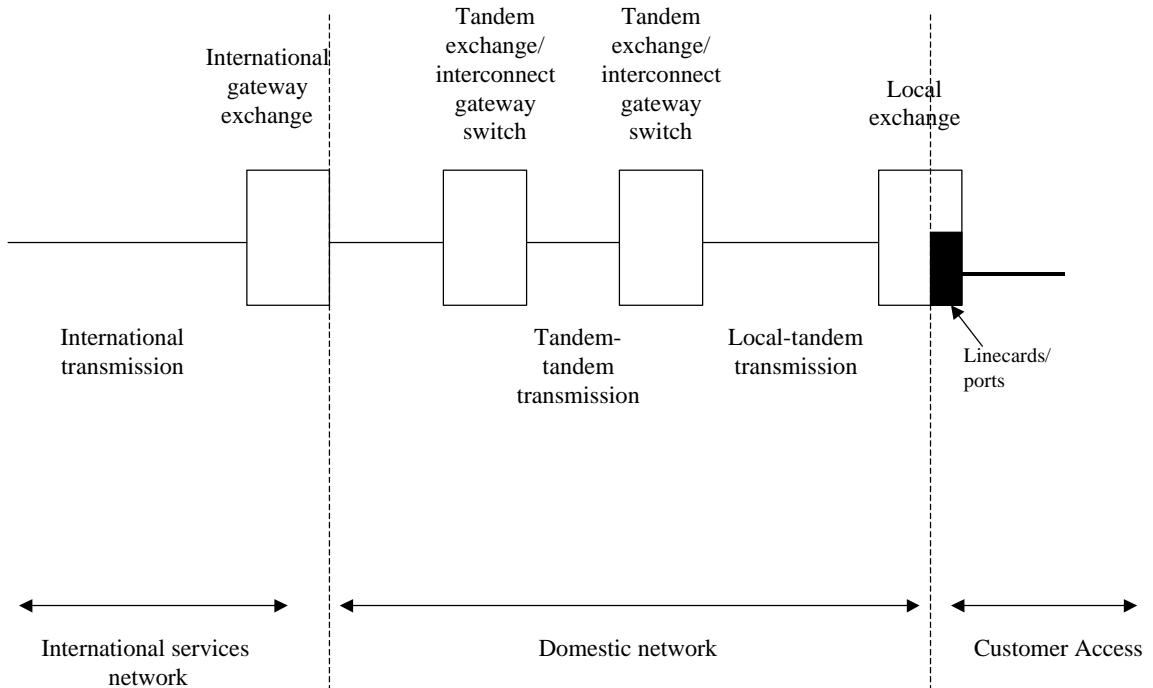 International
gateway
exchange
Tandem
exchange/
interconnect
gateway
switch
Tandem
exchange/
interconnect
gateway
switch
Local
exchange
International
transmission
Tandem-
tandem
transmission
Local-tandem
transmission
Linecards/
ports
International services
network
Domestic network
Customer Access